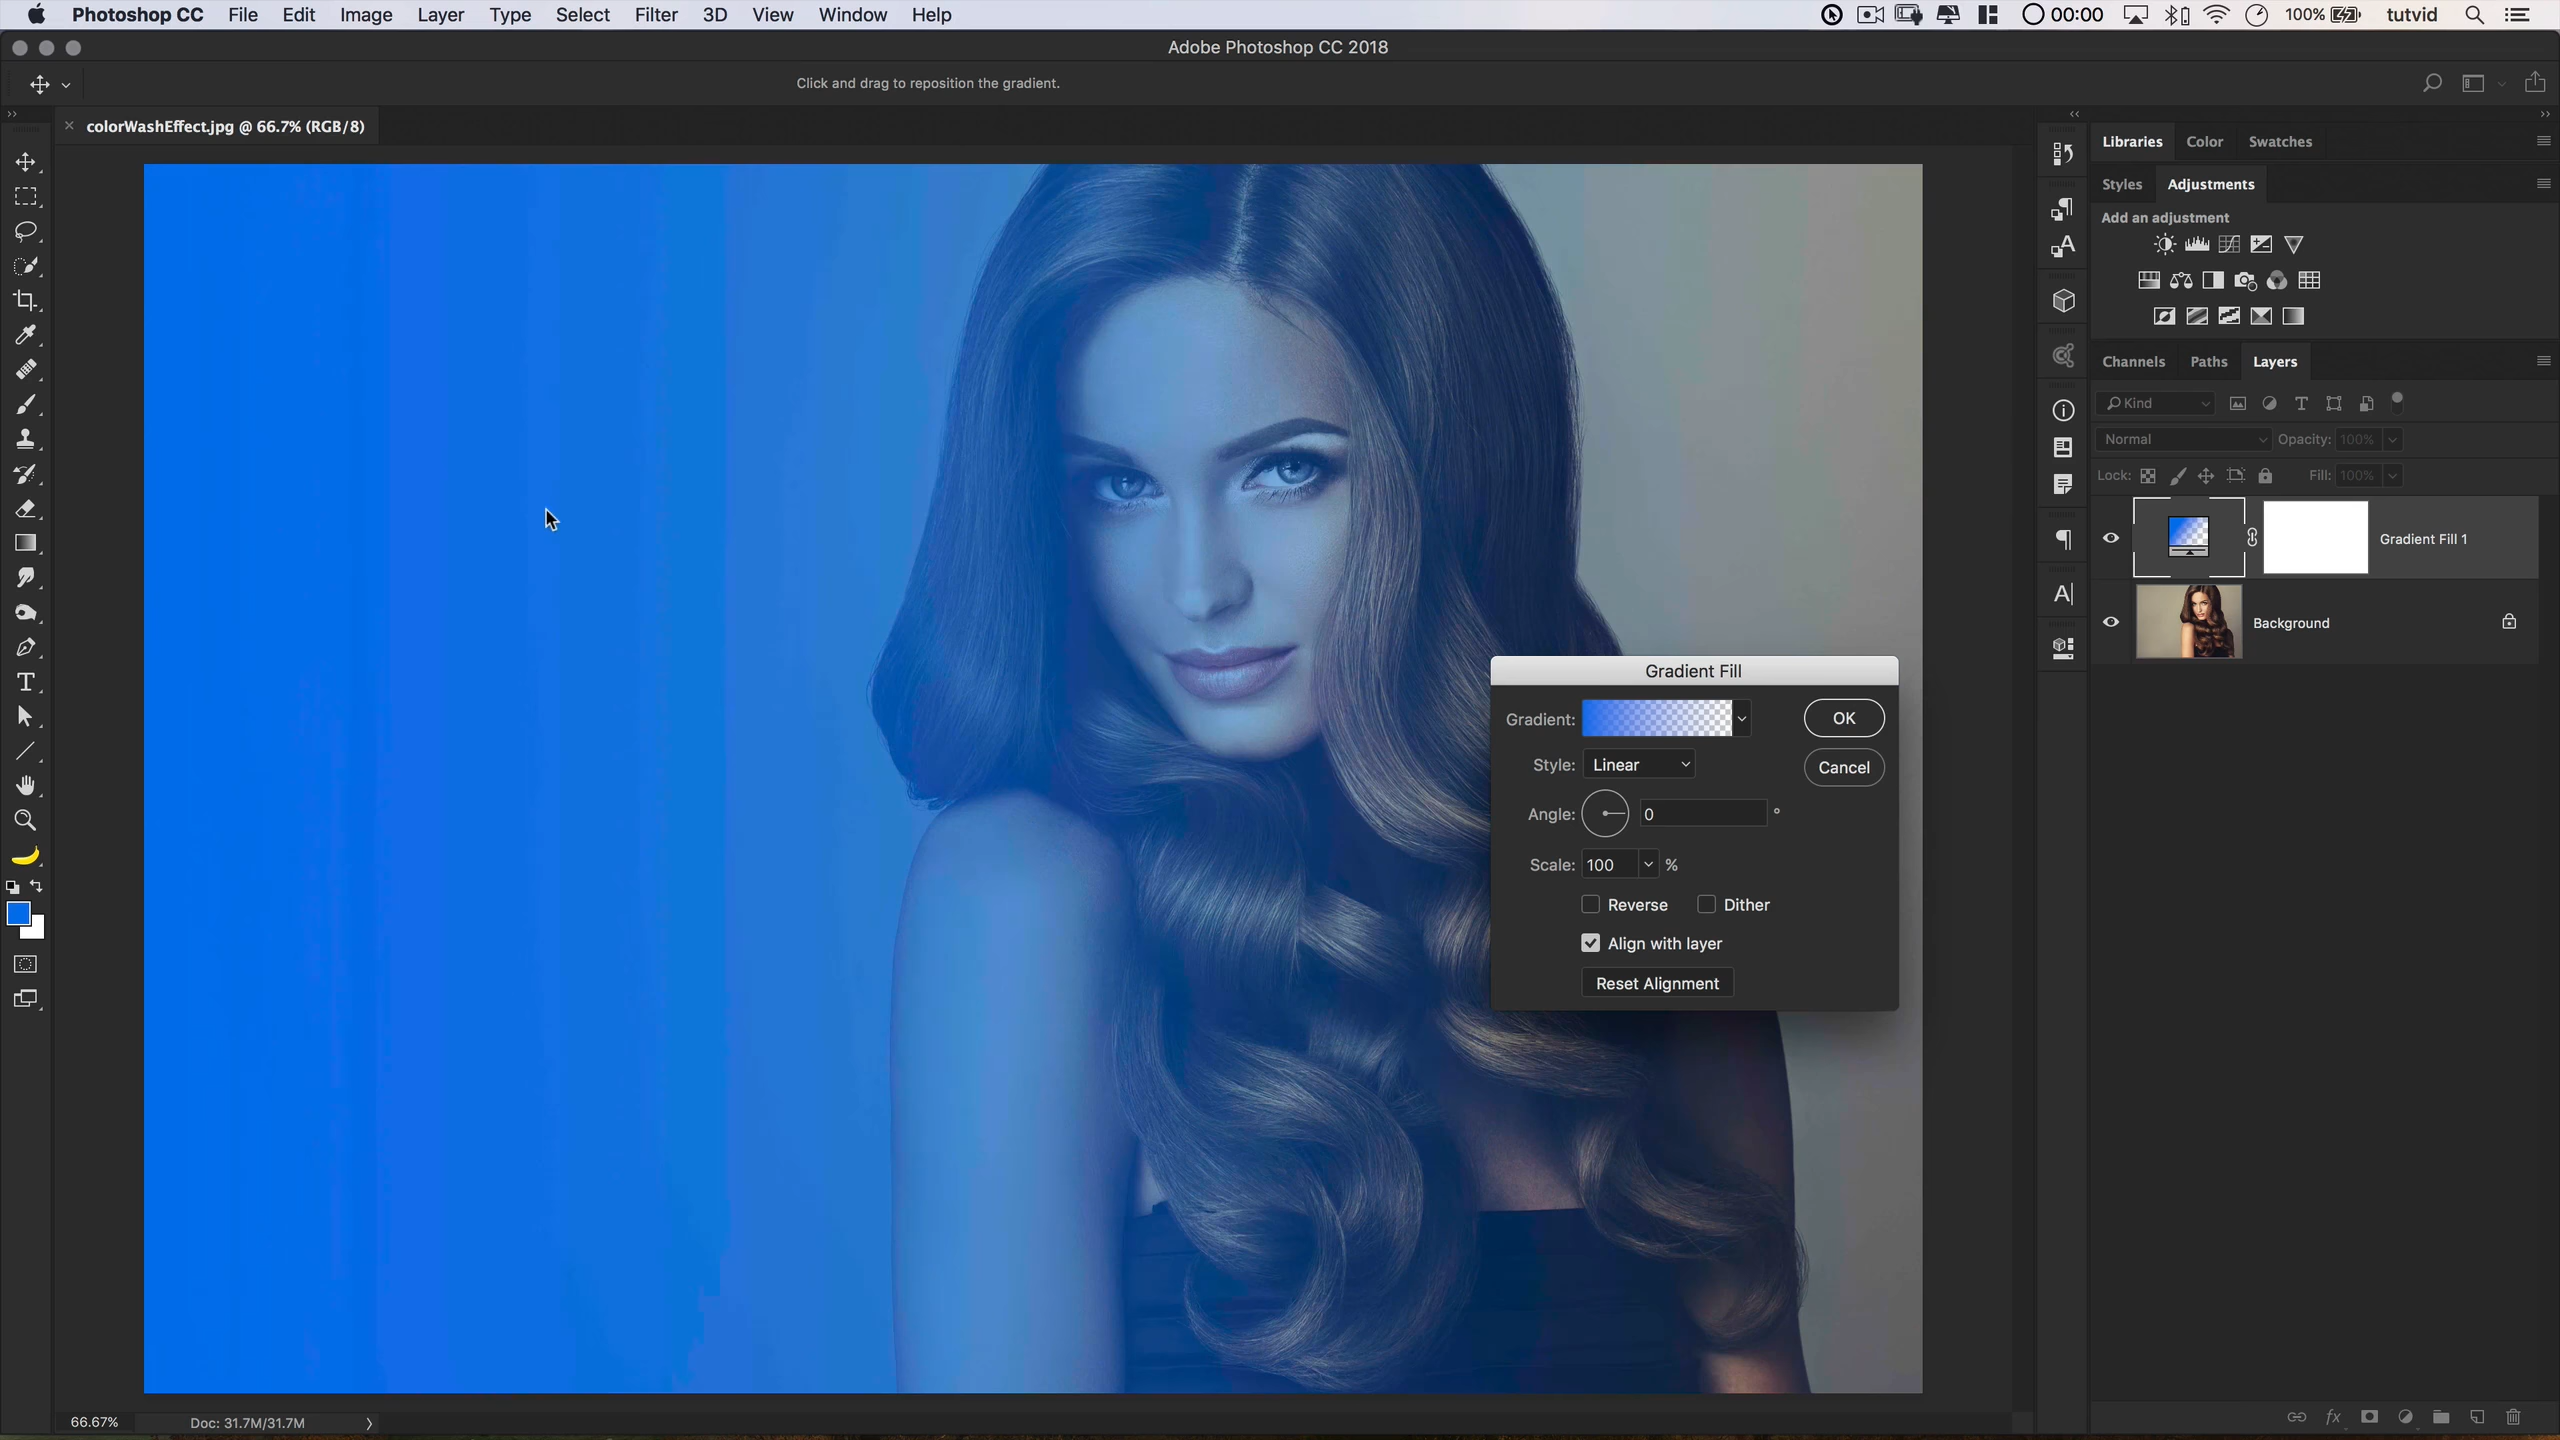 Photoshop CC File Edit Image Layer Type Select Filter 3D View Window Help 00:00 100% tutvid
Adobe Photoshop CC 2018
Click and drag to reposition the gradient.
colorWashEffect.jpg @ 66.7% (RGB/8)
Libraries Color Swatches
Styles Adjustments
Add an adjustment
Channels Paths Layers
Kind
Normal Opacity: 100%
Lock: Fill: 100%
Gradient Fill 1
Background
Gradient Fill
Gradient: OK
Style: Linear Cancel
Angle: 0 °
Scale: 100 %
Reverse Dither
Align with layer
Reset Alignment
66.67% Doc: 31.7M/31.7M